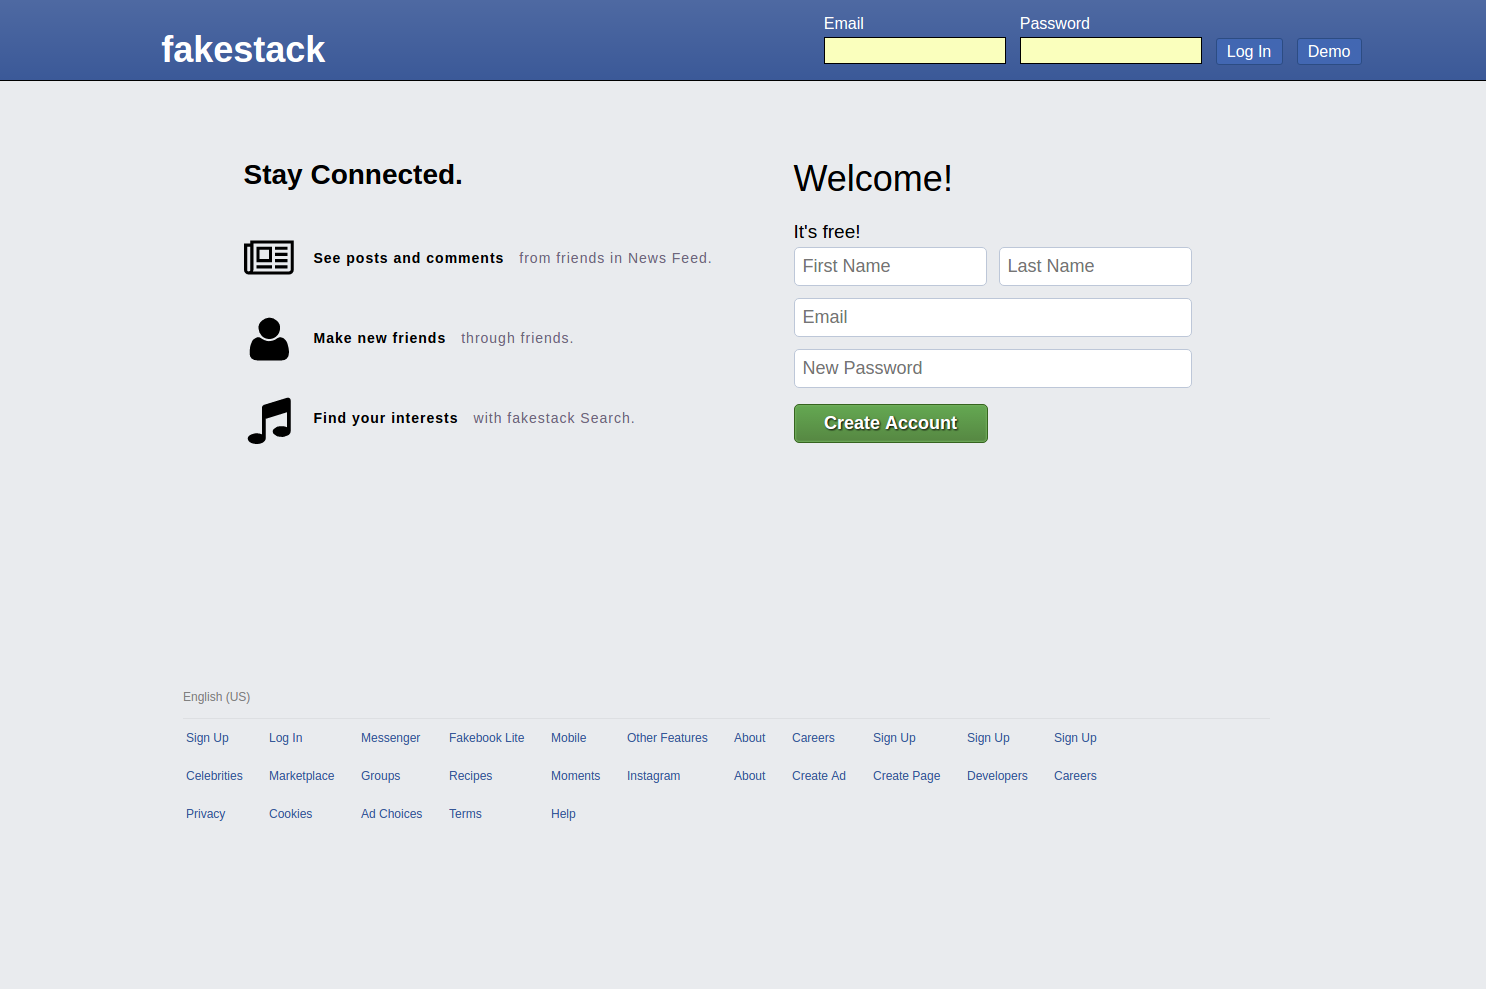 Email Password
fakestack
Log In Demo
Stay Connected.
Welcome!
It's free!
See posts and comments from friends in News Feed.
First Name Last Name
Email
Make new friends through friends.
New Password
Find your interests with fakestack Search.
Create Account
English (US)
Sign Up Log In Messenger Fakebook Lite Mobile Other Features About Careers Sign Up Sign Up Sign Up
Celebrities Marketplace Groups Recipes Moments Instagram About Create Ad Create Page Developers Careers
Privacy Cookies Ad Choices Terms Help